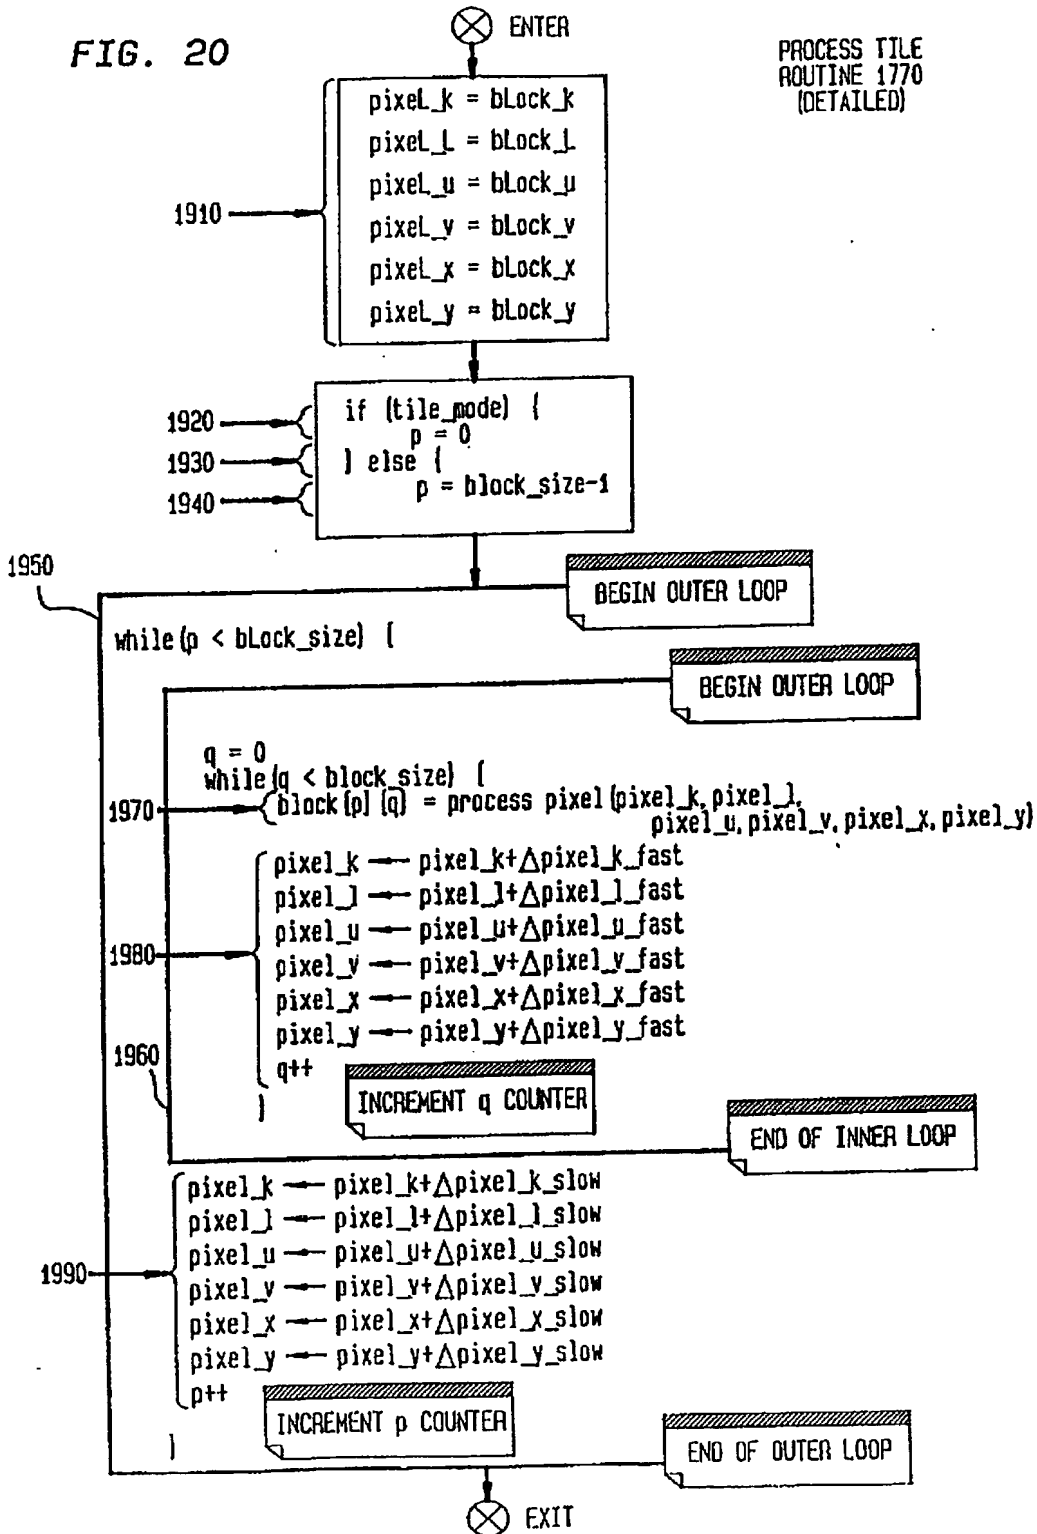 FIG. 20
ENTER
PROCESS TILE
ROUTINE 1770
(DETAILED)
pixel_k = block_k
pixel_l = block_l
pixel_u = block_u
pixel_v = block_v
pixel_x = block_x
pixel_y = block_y
1910
if (tile_mode) {
p = 0
} else {
p = block_size-1
1920
1930
1940
1950
BEGIN OUTER LOOP
while(p < block_size) {
BEGIN OUTER LOOP
q = 0
while(q < block_size) {
1970
block[p][q] = process pixel(pixel_k, pixel_l,
pixel_u, pixel_v, pixel_x, pixel_y)
pixel_k ← pixel_k+Δpixel_k_fast
pixel_l ← pixel_l+Δpixel_l_fast
pixel_u ← pixel_u+Δpixel_u_fast
1980
pixel_v ← pixel_v+Δpixel_v_fast
pixel_x ← pixel_x+Δpixel_x_fast
pixel_y ← pixel_y+Δpixel_y_fast
1960
q++
}
INCREMENT q COUNTER
END OF INNER LOOP
pixel_k ← pixel_k+Δpixel_k_slow
pixel_l ← pixel_l+Δpixel_l_slow
pixel_u ← pixel_u+Δpixel_u_slow
1990
pixel_v ← pixel_v+Δpixel_v_slow
pixel_x ← pixel_x+Δpixel_x_slow
pixel_y ← pixel_y+Δpixel_y_slow
p++
INCREMENT p COUNTER
}
END OF OUTER LOOP
EXIT